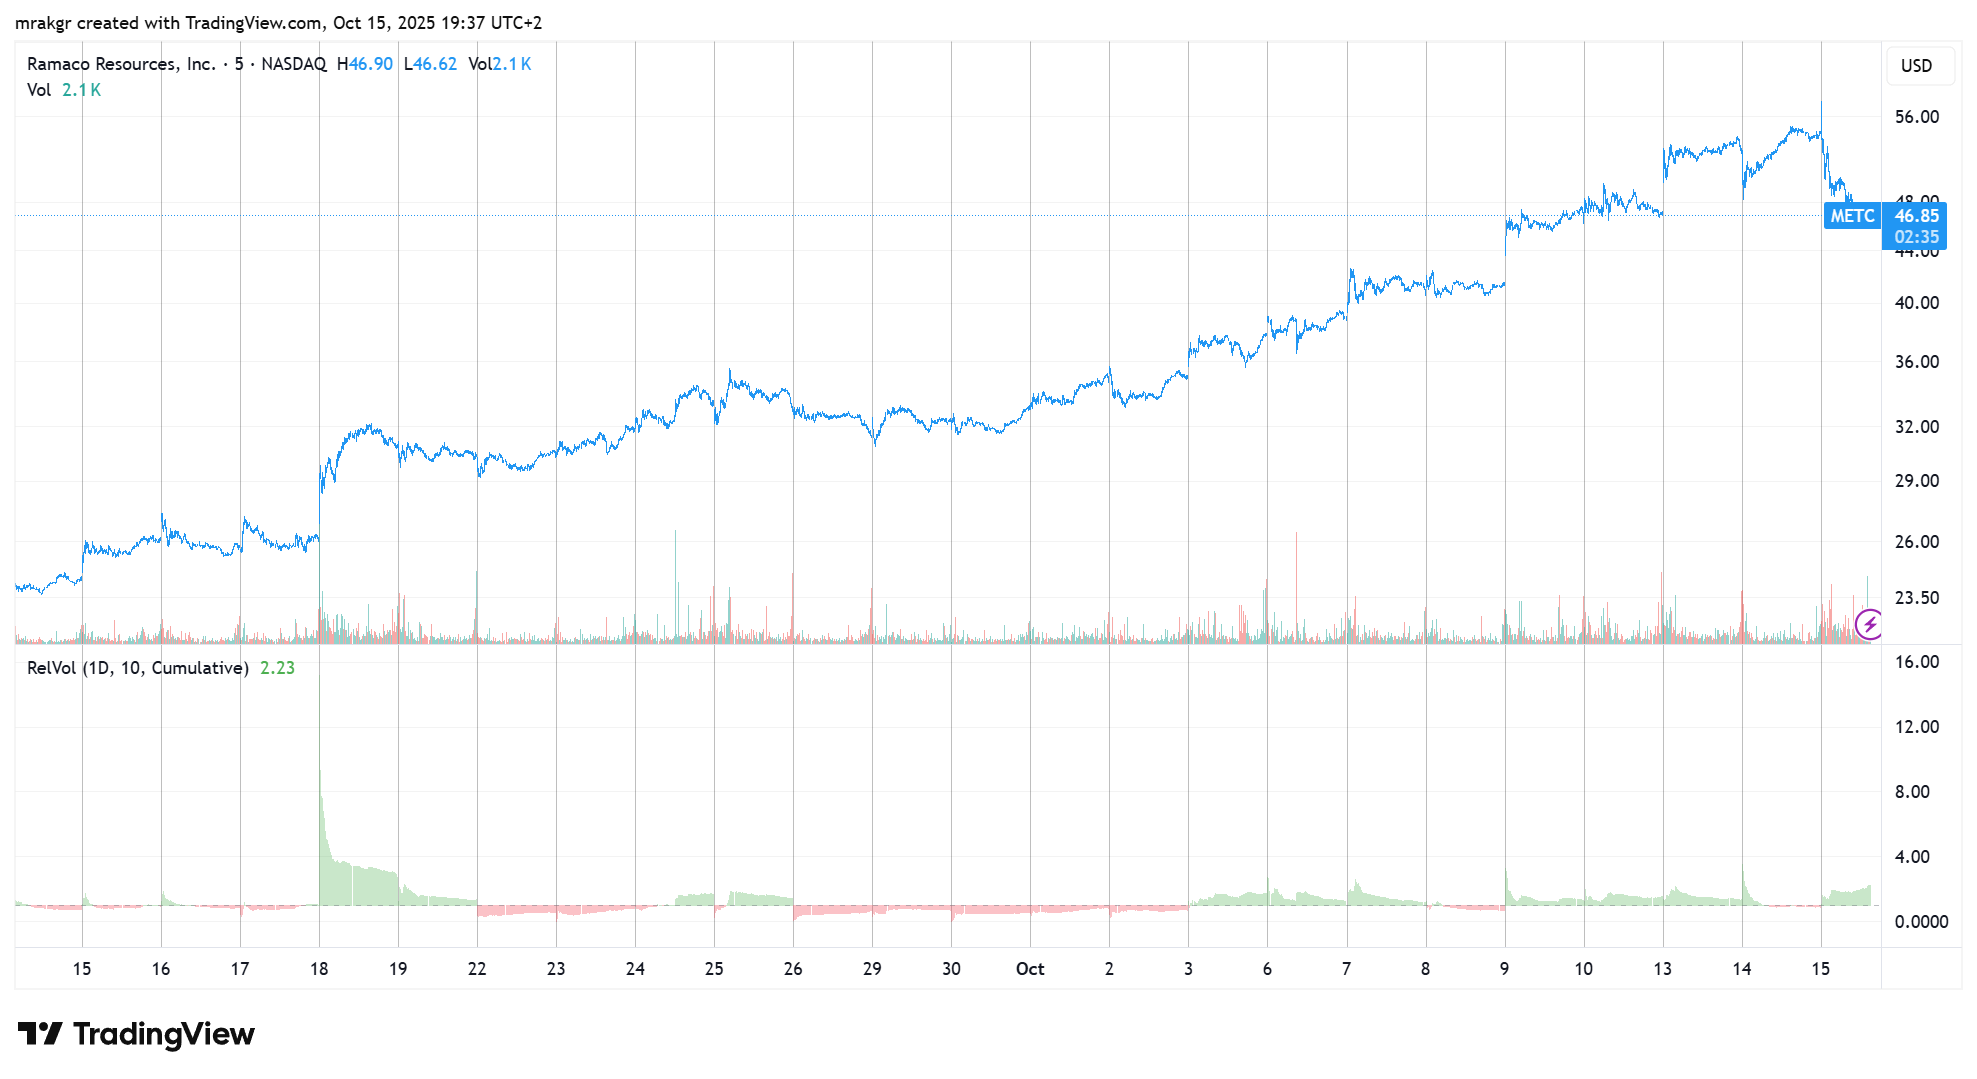 mrakgr created with TradingView.com, Oct 15, 2025 19:37 UTC+2
Ramaco Resources, Inc. · 5 · NASDAQ H46.90 L46.62 Vol2.1 K
Vol 2.1 K
USD
56.00
48.00
METC 46.85
02:35
44.00
40.00
36.00
32.00
29.00
26.00
23.50
RelVol (1D, 10, Cumulative) 2.23
16.00
12.00
8.00
4.00
0.0000
15 16 17 18 19 22 23 24 25 26 29 30 Oct 2 3 6 7 8 9 10 13 14 15
TradingView